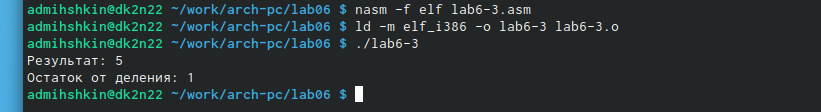 admihshkin@dk2n22 ~/work/arch-pc/lab06 $ nasm -f elf lab6-3.asm
admihshkin@dk2n22 ~/work/arch-pc/lab06 $ ld -m elf_i386 -o lab6-3 lab6-3.o
admihshkin@dk2n22 ~/work/arch-pc/lab06 $ ./lab6-3
Результат: 5
Остаток от деления: 1
admihshkin@dk2n22 ~/work/arch-pc/lab06 $